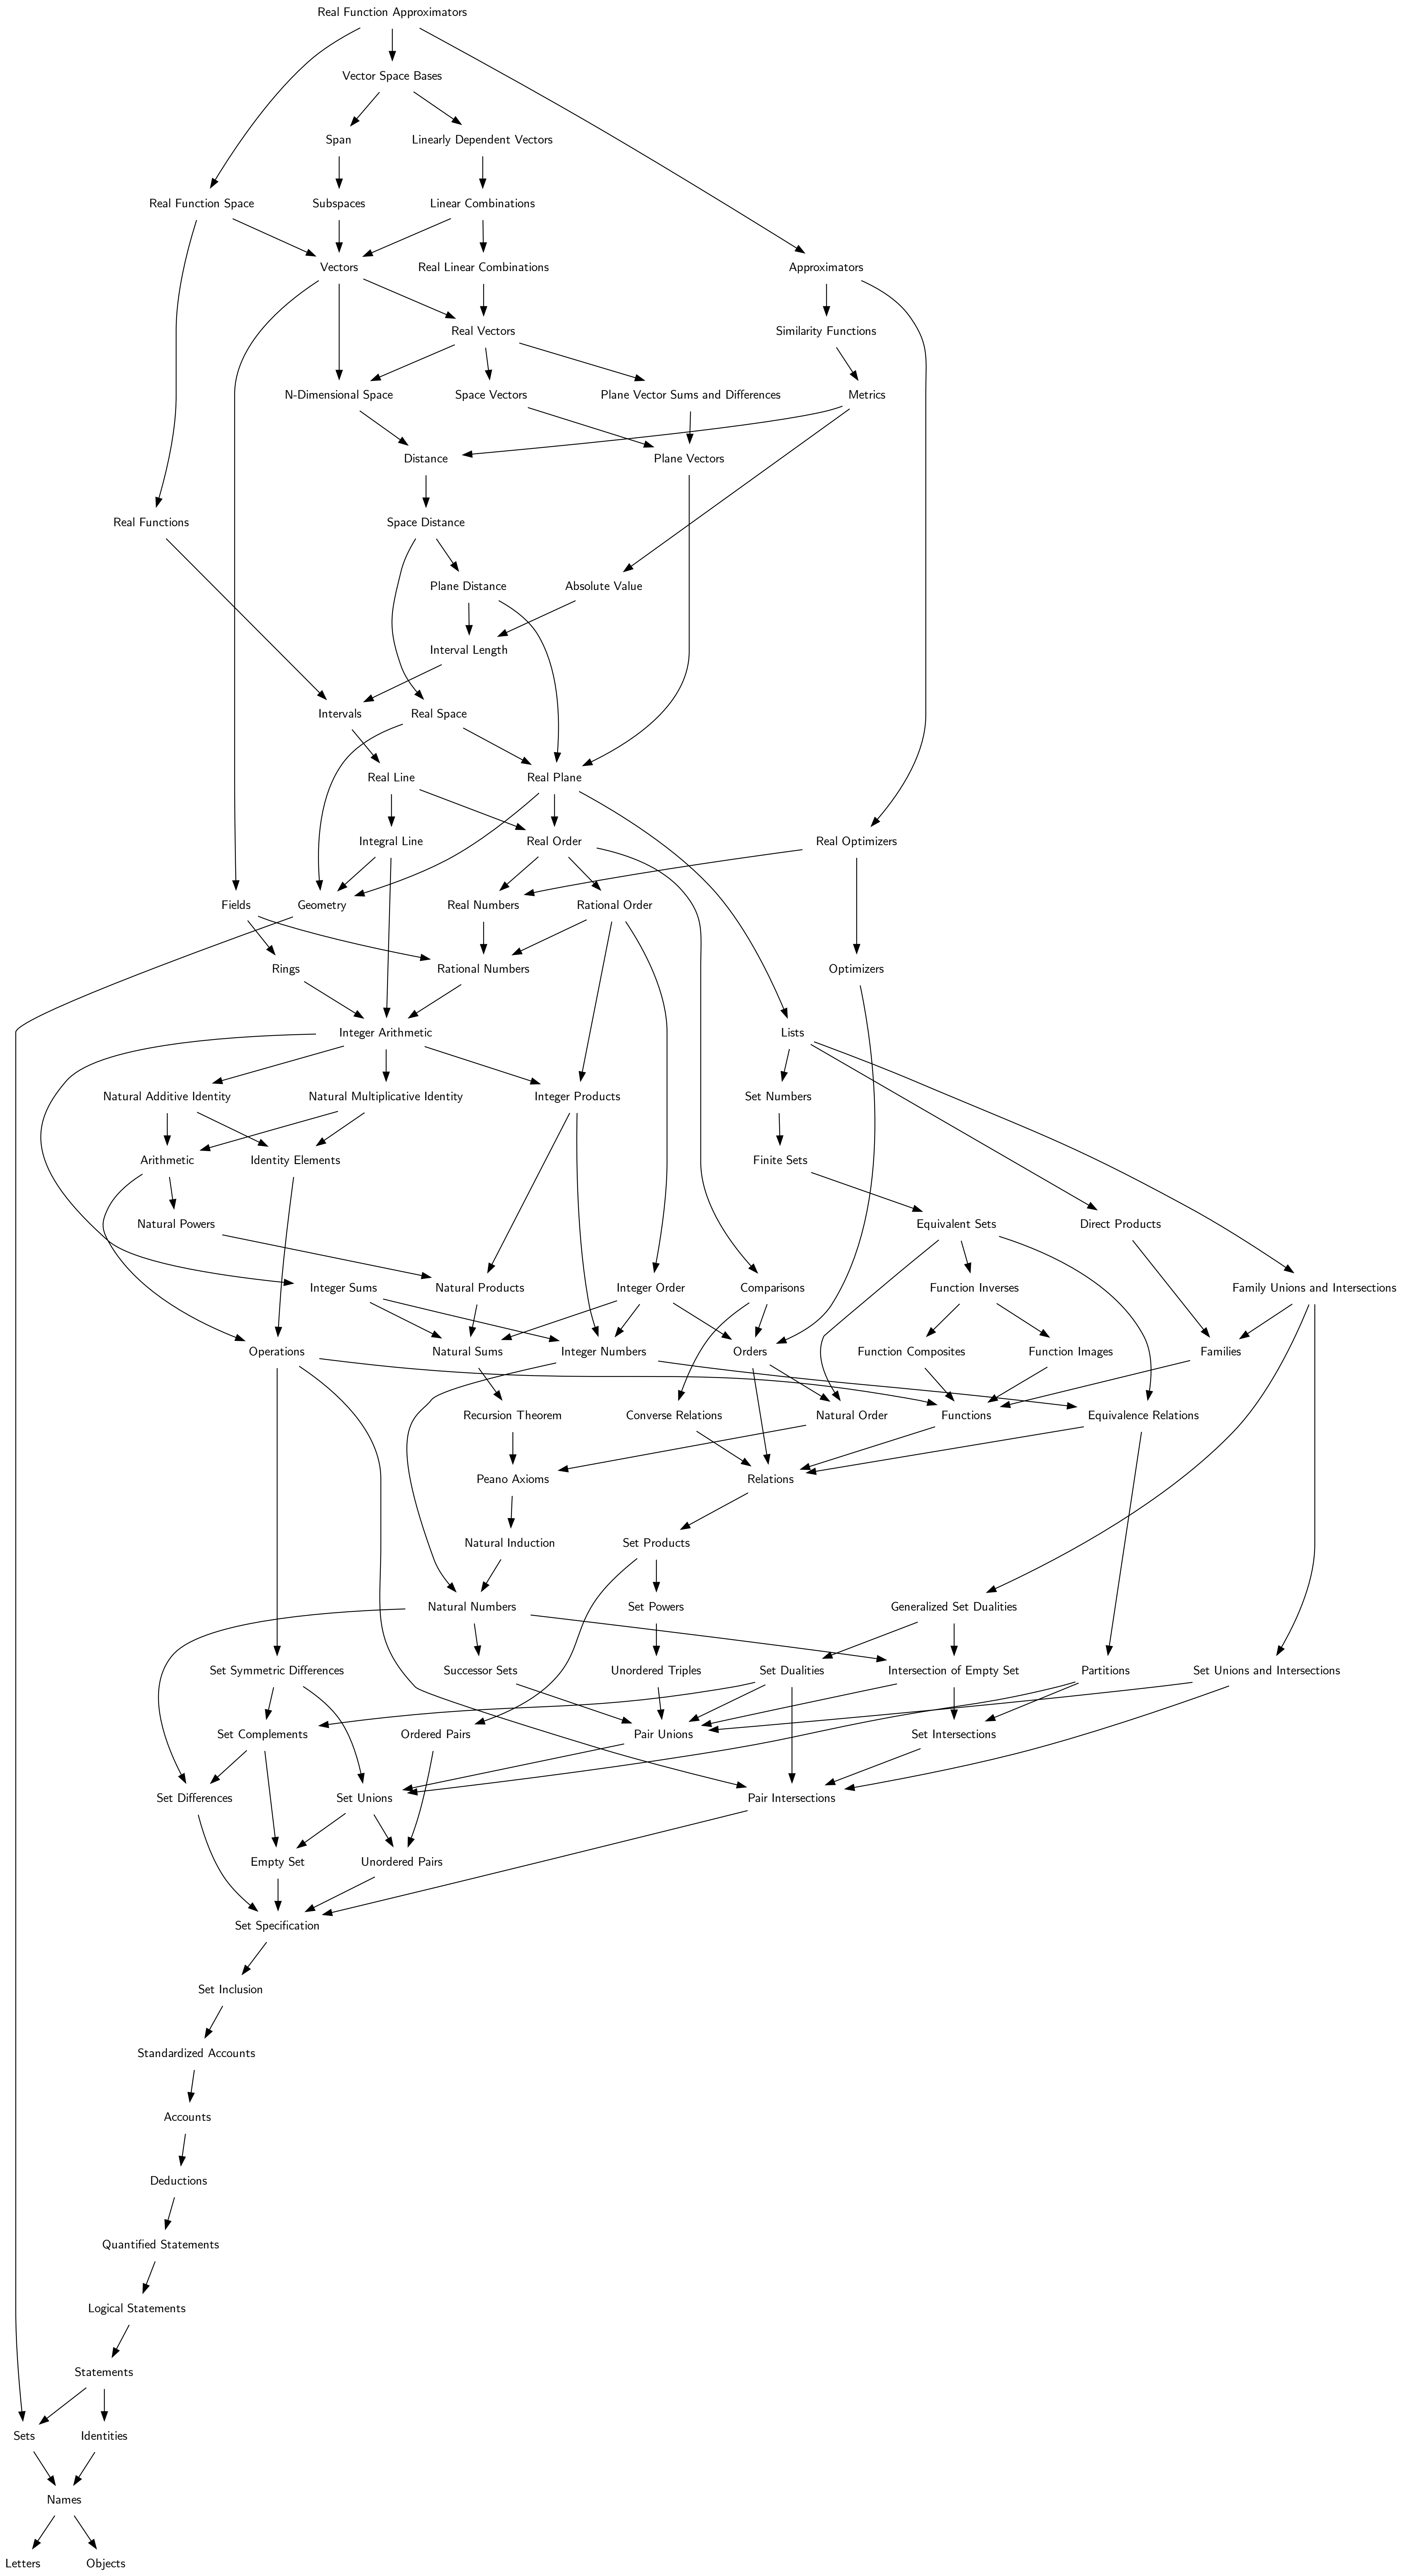 Real Function Approximators
Vector Space Bases
Span
Linearly Dependent Vectors
Real Function Space
Subspaces
Linear Combinations
Vectors
Real Linear Combinations
Approximators
Real Vectors
Similarity Functions
N-Dimensional Space
Space Vectors
Plane Vector Sums and Differences
Metrics
Distance
Plane Vectors
Real Functions
Space Distance
Plane Distance
Absolute Value
Interval Length
Intervals
Real Space
Real Line
Real Plane
Integral Line
Real Order
Real Optimizers
Fields
Geometry
Real Numbers
Rational Order
Rings
Rational Numbers
Optimizers
Integer Arithmetic
Lists
Natural Additive Identity
Natural Multiplicative Identity
Integer Products
Set Numbers
Arithmetic
Identity Elements
Finite Sets
Natural Powers
Equivalent Sets
Direct Products
Integer Sums
Natural Products
Integer Order
Comparisons
Function Inverses
Family Unions and Intersections
Operations
Natural Sums
Integer Numbers
Orders
Function Composites
Function Images
Families
Recursion Theorem
Converse Relations
Natural Order
Functions
Equivalence Relations
Peano Axioms
Relations
Natural Induction
Set Products
Natural Numbers
Set Powers
Generalized Set Dualities
Set Symmetric Differences
Successor Sets
Unordered Triples
Set Dualities
Intersection of Empty Set
Partitions
Set Unions and Intersections
Set Complements
Ordered Pairs
Pair Unions
Set Intersections
Set Differences
Set Unions
Pair Intersections
Empty Set
Unordered Pairs
Set Specification
Set Inclusion
Standardized Accounts
Accounts
Deductions
Quantified Statements
Logical Statements
Statements
Sets
Identities
Names
Letters
Objects